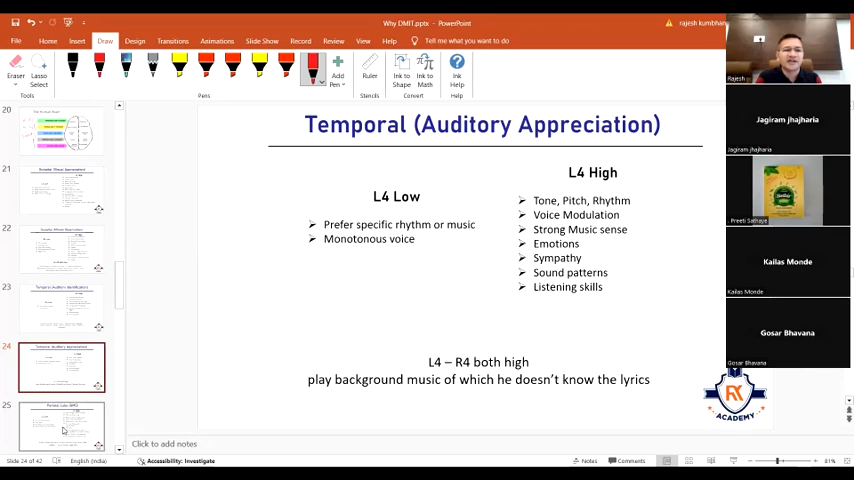 Why DMIT.pptx - PowerPoint
rajesh kumbhar
File Home Insert Draw Design Transitions Animations Slide Show Record Review View Help Tell me what you want to do
Eraser
Lasso
Select
Add
Pen
Ruler
Ink to
Shape
Ink to
Math
Ink
Help
Tools
Pens
Stencils
Convert
Help
20
21
22
23
24
25
Temporal (Auditory Appreciation)
L4 Low
Prefer specific rhythm or music
Monotonous voice
L4 High
Tone, Pitch, Rhythm
Voice Modulation
Strong Music sense
Emotions
Sympathy
Sound patterns
Listening skills
L4 – R4 both high
play background music of which he doesn't know the lyrics
RK
ACADEMY
Rajesh
Jagiram jhajharia
Jagiram jhajharia
Preeti Sathaye
Kailas Monde
Kailas Monde
Gosar Bhavana
Gosar Bhavana
Click to add notes
Slide 24 of 42 English (India) Accessibility: Investigate Notes Comments 81%